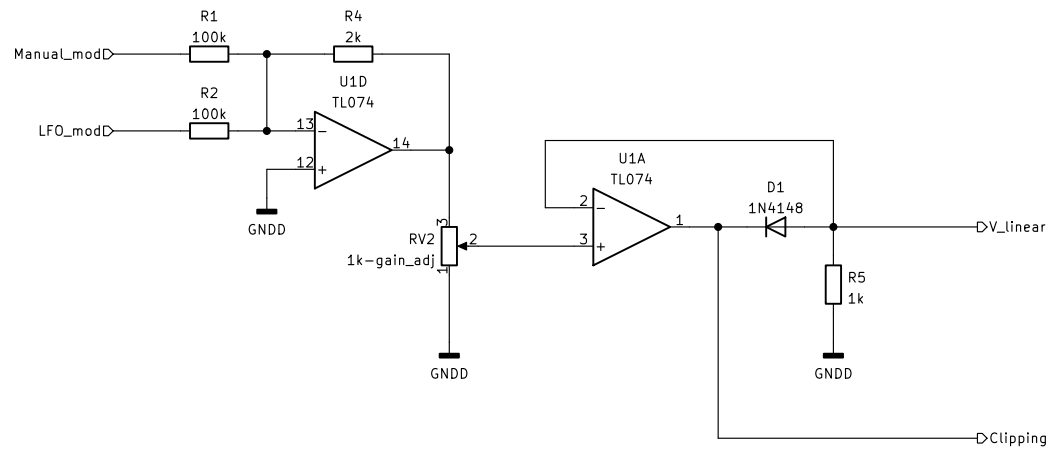 R1
100k
Manual_mod
R4
2k
R2
100k
LFO_mod
U1D
TL074
13
−
12
+
14
GNDD
3
RV2
2
1k−gain_adj
1
GNDD
U1A
TL074
2
−
3
+
1
D1
1N4148
V_linear
R5
1k
GNDD
Clipping